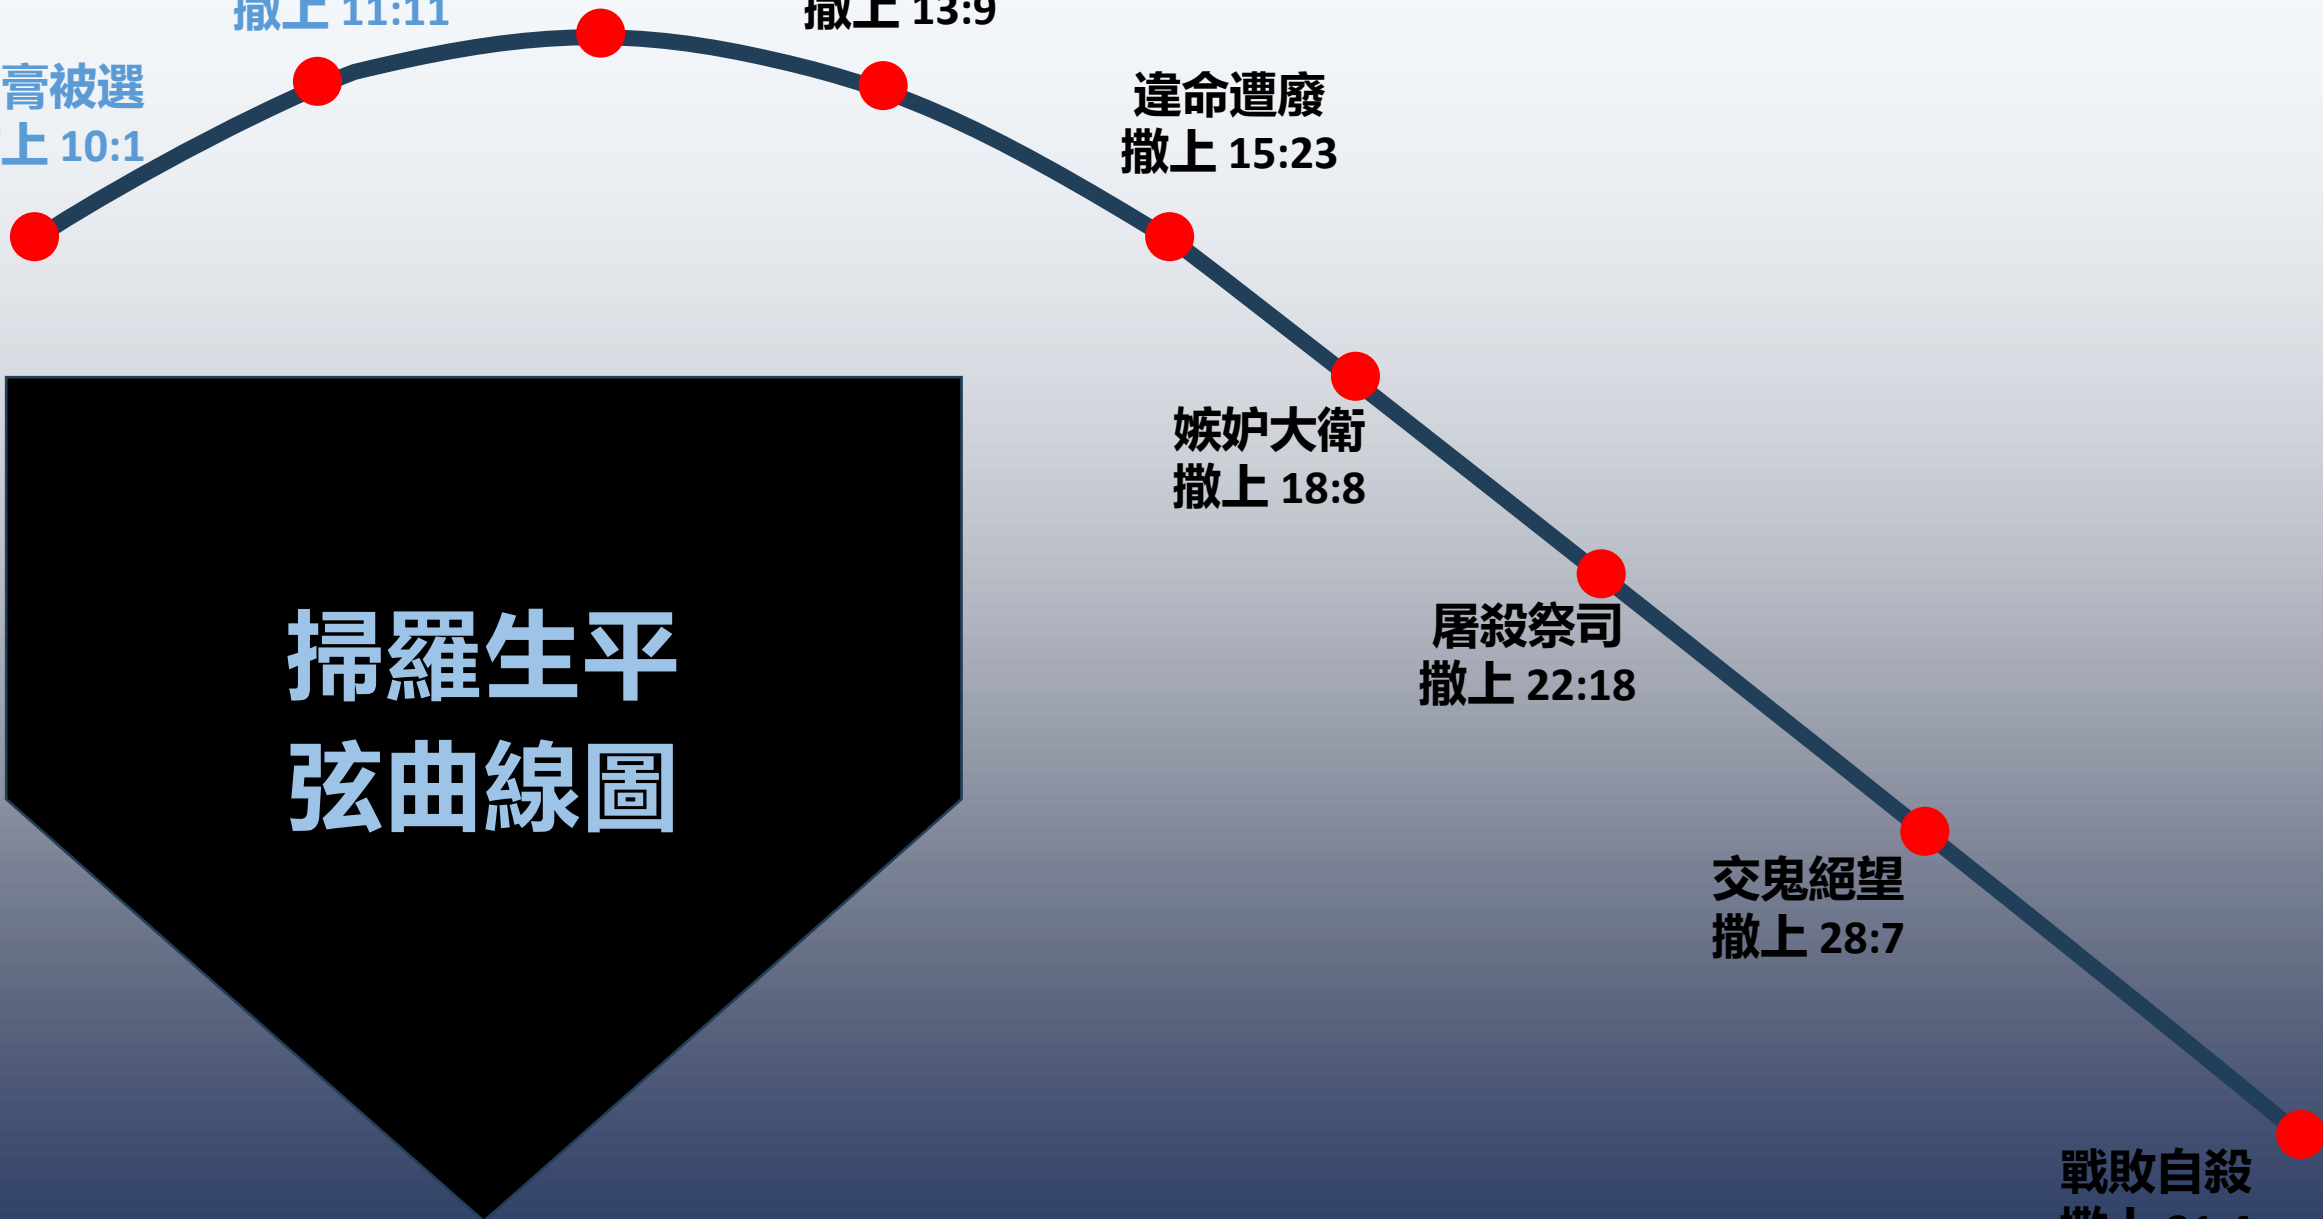 撒上 11:11
撒上 13:9
膏被選
上 10:1
違命遭廢
撒上 15:23
嫉妒大衛
撒上 18:8
屠殺祭司
撒上 22:18
掃羅生平
弦曲線圖
交鬼絕望
撒上 28:7
戰敗自殺
撒上